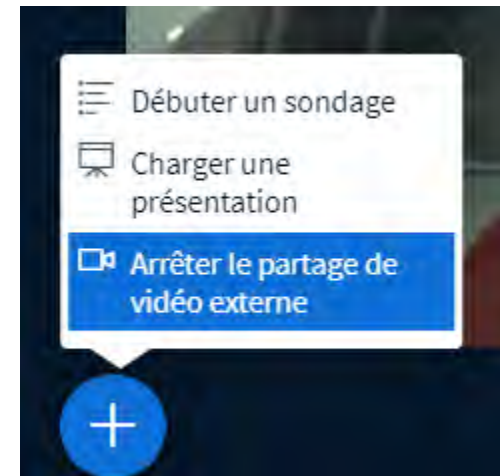 Débuter un sondage
Charger une
présentation
Arrêter le partage de
vidéo externe